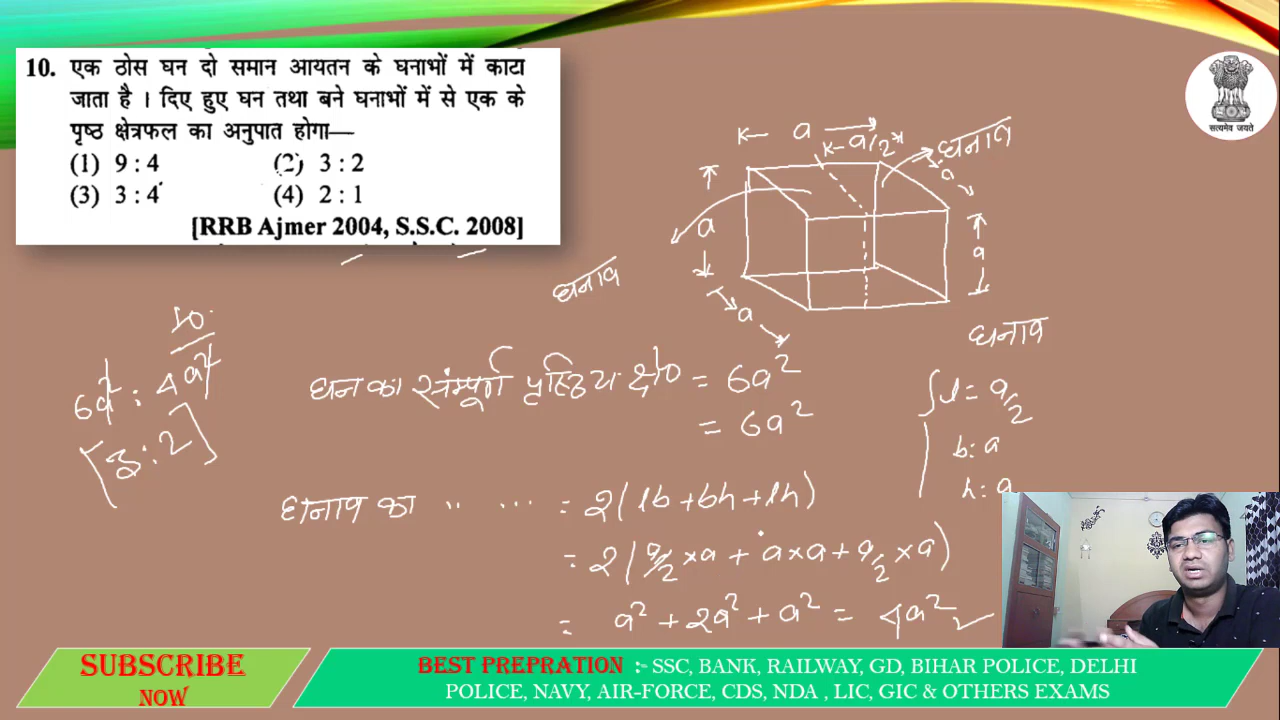 10. एक ठोस घन दो समान आयतन के घनाभों में काटा
जाता है । दिए हुए घन तथा बने घनाभों में से एक के
पृष्ठ क्षेत्रफल का अनुपात होगा—
(1) 9 : 4 (2) 3 : 2
(3) 3 : 4 (4) 2 : 1
[RRB Ajmer 2004, S.S.C. 2008]
सत्यमेव जयते
a
a/2
घनाव
a
a
a
a
घनाव
घनाव
l = a/2
b: a
h: a
घन का संम्पूर्ण पृष्ठिय क्षे० = 6a²
= 6a²
घनाव का ,, ... = 2(lb + bh + lh)
= 2(a/2 × a + a × a + a/2 × a)
= a² + 2a² + a² = 4a²
6a² : 4a²
[3 : 2]
SUBSCRIBE
NOW
BEST PREPRATION :- SSC, BANK, RAILWAY, GD, BIHAR POLICE, DELHI
POLICE, NAVY, AIR-FORCE, CDS, NDA , LIC, GIC & OTHERS EXAMS